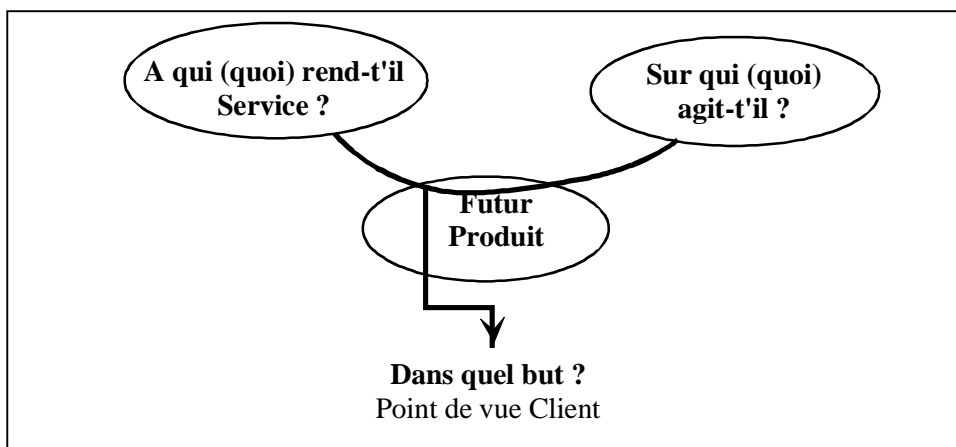 A qui (quoi) rend-t'il
Service ?
Sur qui (quoi)
agit-t'il ?
Futur
Produit
Dans quel but ?
Point de vue Client